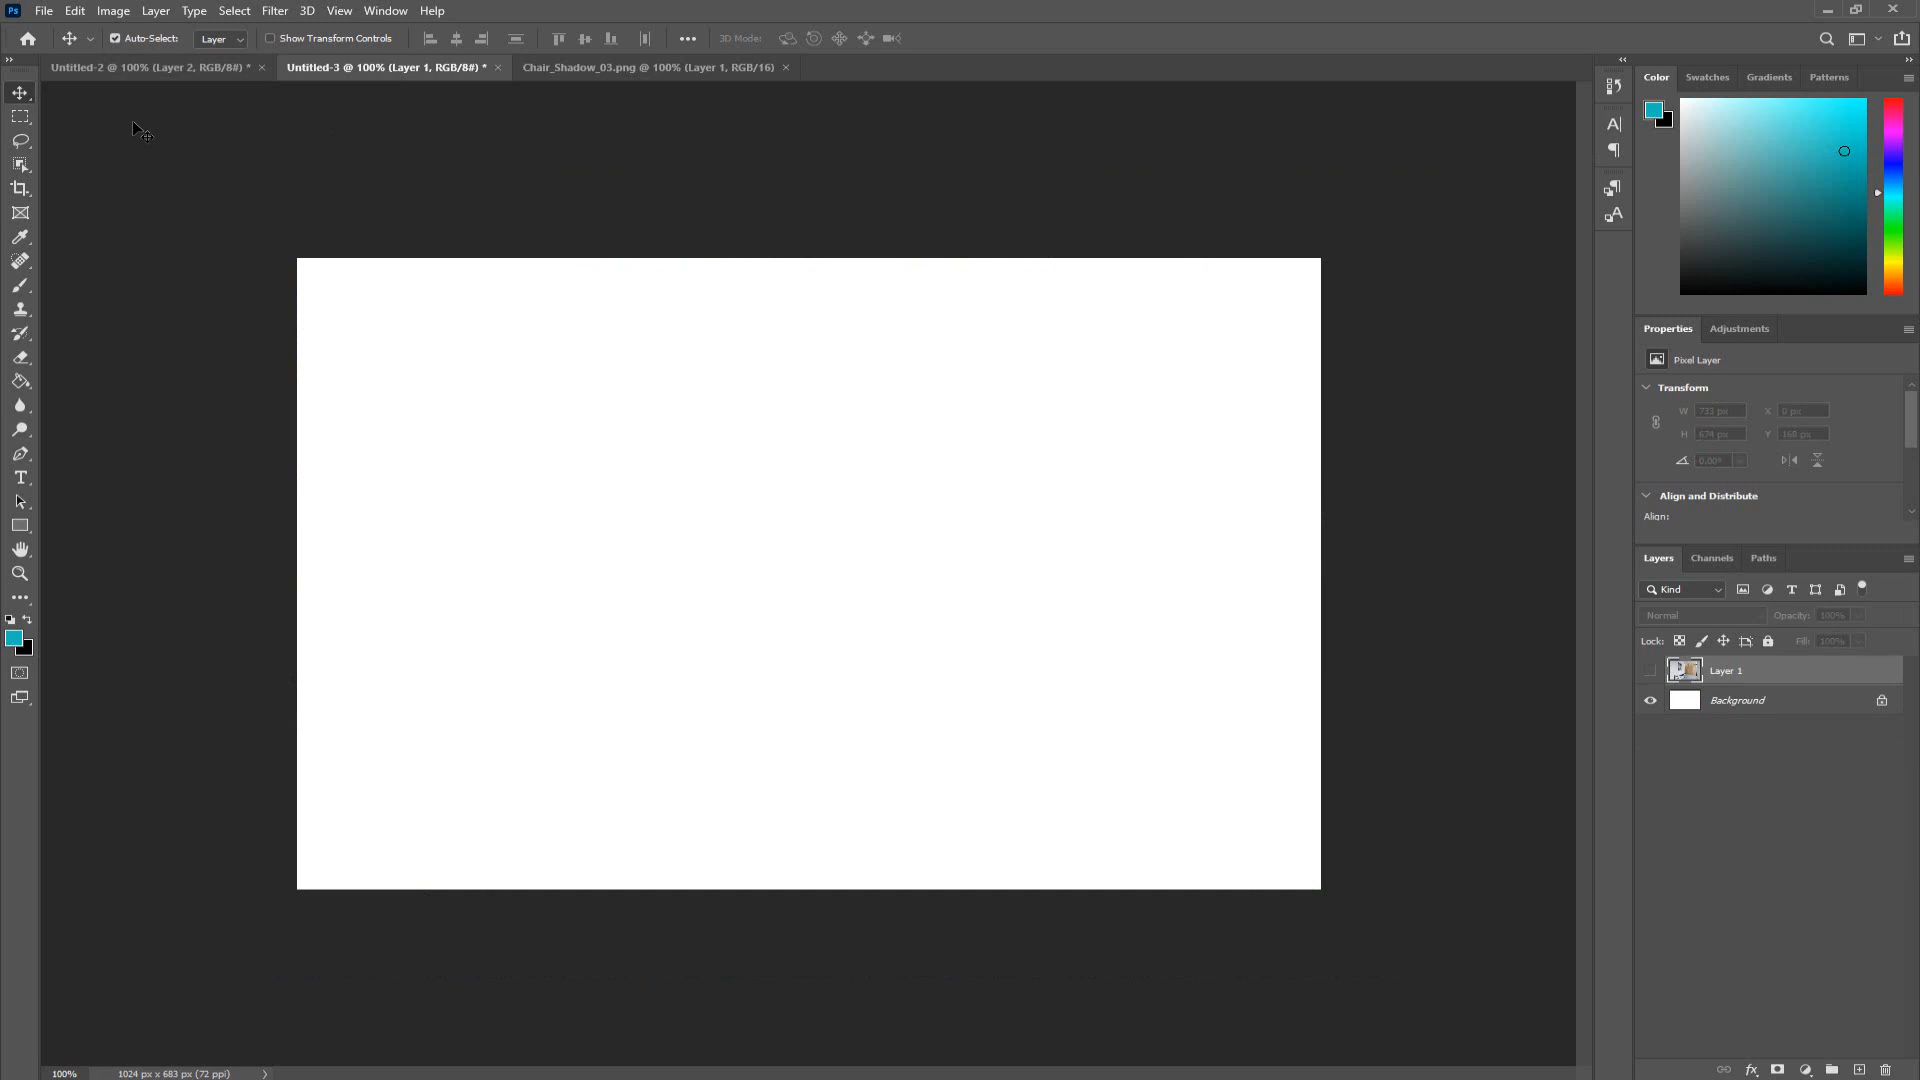 Ps File Edit Image Layer Type Select Filter 3D View Window Help
Auto-Select: Layer Show Transform Controls 3D Mode:
Untitled-2 @ 100% (Layer 2, RGB/8#) * Untitled-3 @ 100% (Layer 1, RGB/8#) * Chair_Shadow_03.png @ 100% (Layer 1, RGB/16)
Color Swatches Gradients Patterns
Properties Adjustments
Pixel Layer
Transform
W 733 px X 0 px
H 674 px Y 168 px
0.00°
Align and Distribute
Align:
Layers Channels Paths
Kind
Normal Opacity: 100%
Lock: Fill: 100%
Layer 1
Background
100% 1024 px x 683 px (72 ppi)